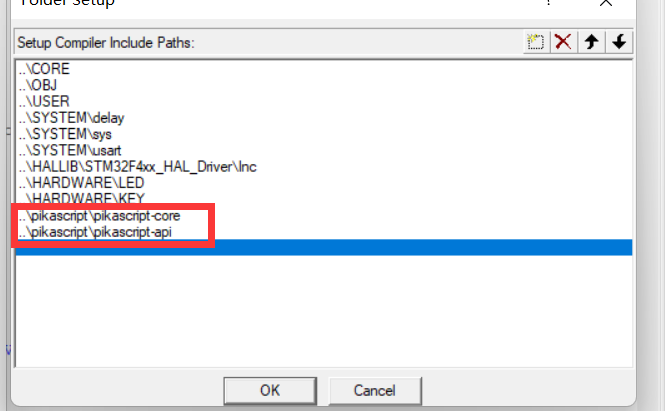 Folder Setup
?
Setup Compiler Include Paths:
..\CORE
..\OBJ
..\USER
..\SYSTEM\delay
..\SYSTEM\sys
..\SYSTEM\usart
..\HALLIB\STM32F4xx_HAL_Driver\Inc
..\HARDWARE\LED
..\HARDWARE\KEY
..\pikascript\pikascript-core
..\pikascript\pikascript-api
OK
Cancel